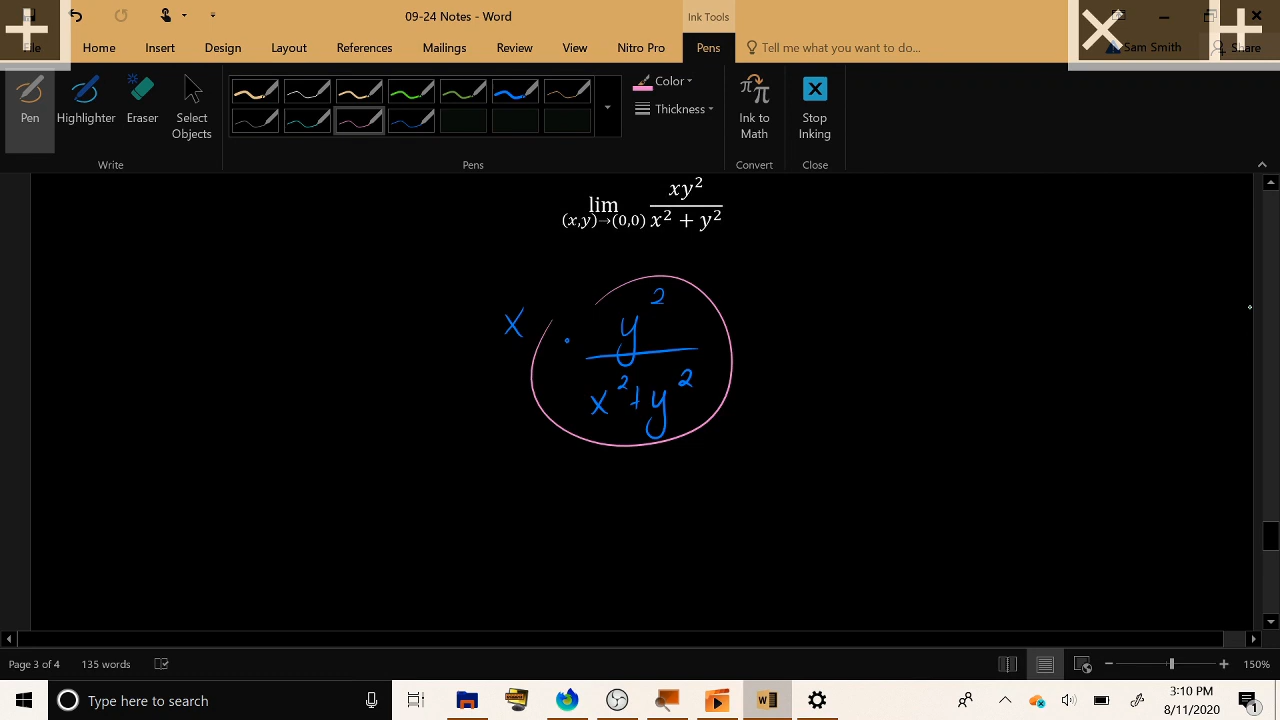 09-24 Notes - Word
Ink Tools
File Home Insert Design Layout References Mailings Review View Nitro Pro Pens Tell me what you want to do... Sam Smith Share
Pen Highlighter Eraser Select Objects
Color
Thickness
Ink to Math
Stop Inking
Write Pens Convert Close
lim (x,y)→(0,0) xy²/(x² + y²)
x · y²/(x²+y²)
Page 3 of 4 135 words 150%
Type here to search
3:10 PM
8/11/2020
1